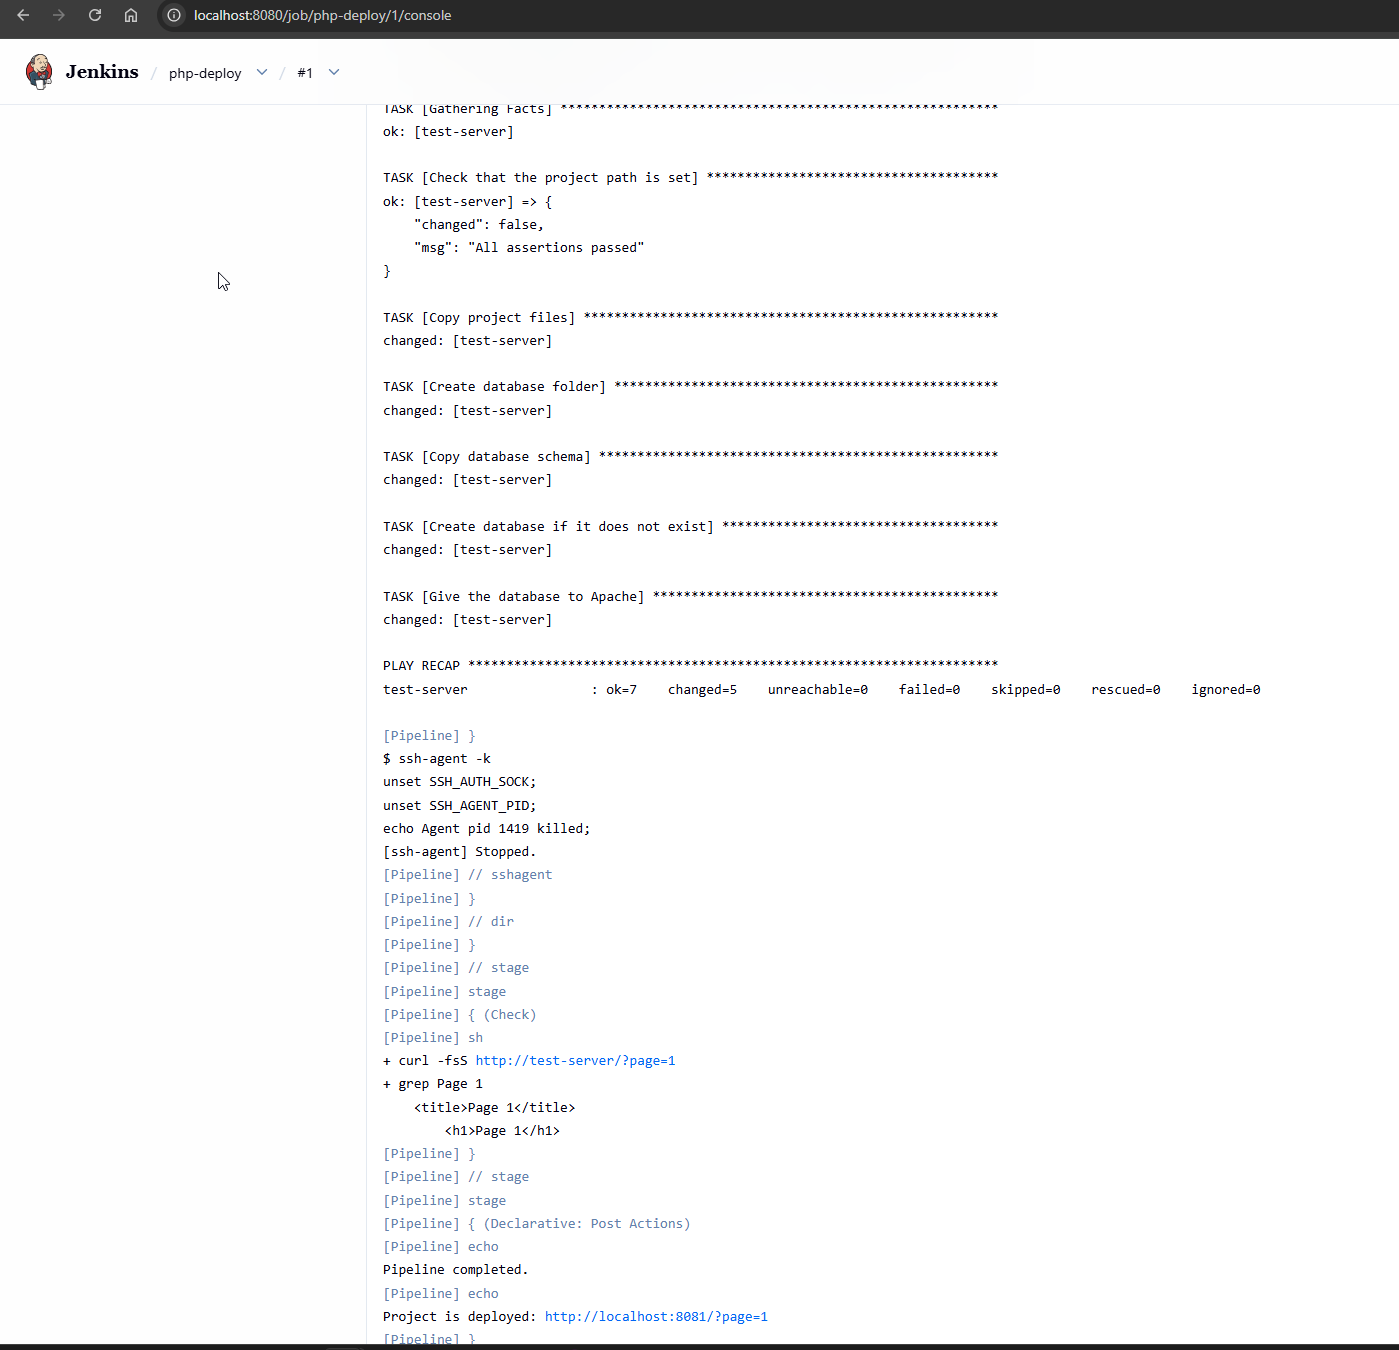 localhost:8080/job/php-deploy/1/console
Jenkins / php-deploy / #1
TASK [Gathering Facts] *********************************************************
ok: [test-server]
TASK [Check that the project path is set] **************************************
ok: [test-server] => {
"changed": false,
"msg": "All assertions passed"
}
TASK [Copy project files] ******************************************************
changed: [test-server]
TASK [Create database folder] **************************************************
changed: [test-server]
TASK [Copy database schema] ****************************************************
changed: [test-server]
TASK [Create database if it does not exist] ************************************
changed: [test-server]
TASK [Give the database to Apache] *********************************************
changed: [test-server]
PLAY RECAP *********************************************************************
test-server : ok=7 changed=5 unreachable=0 failed=0 skipped=0 rescued=0 ignored=0
[Pipeline] }
$ ssh-agent -k
unset SSH_AUTH_SOCK;
unset SSH_AGENT_PID;
echo Agent pid 1419 killed;
[ssh-agent] Stopped.
[Pipeline] // sshagent
[Pipeline] }
[Pipeline] // dir
[Pipeline] }
[Pipeline] // stage
[Pipeline] stage
[Pipeline] { (Check)
[Pipeline] sh
+ curl -fsS http://test-server/?page=1
+ grep Page 1
<title>Page 1</title>
<h1>Page 1</h1>
[Pipeline] }
[Pipeline] // stage
[Pipeline] stage
[Pipeline] { (Declarative: Post Actions)
[Pipeline] echo
Pipeline completed.
[Pipeline] echo
Project is deployed: http://localhost:8081/?page=1
[Pipeline] }